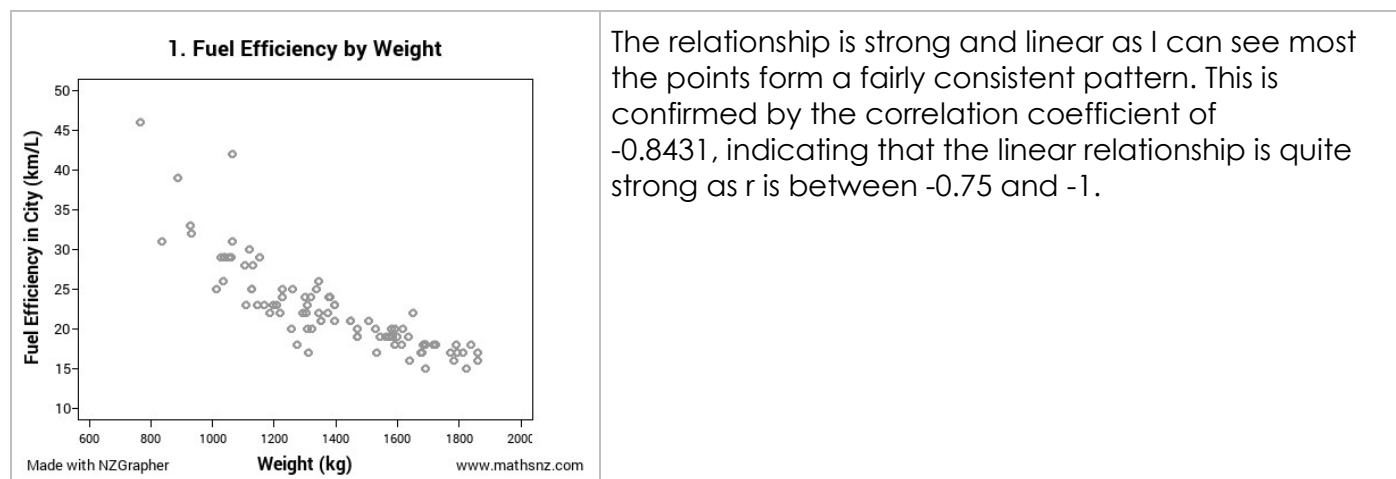 1. Fuel Efficiency by Weight
Fuel Efficiency in City (km/L)
50
45
40
35
30
25
20
15
10
600 800 1000 1200 1400 1600 1800 2000
Made with NZGrapher Weight (kg) www.mathsnz.com
The relationship is strong and linear as I can see most
the points form a fairly consistent pattern. This is
confirmed by the correlation coefficient of
-0.8431, indicating that the linear relationship is quite
strong as r is between -0.75 and -1.